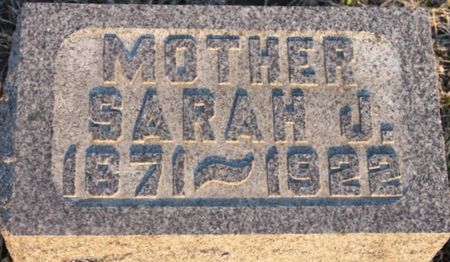 MOTHER
SARAH J.
1871 ~ 1922